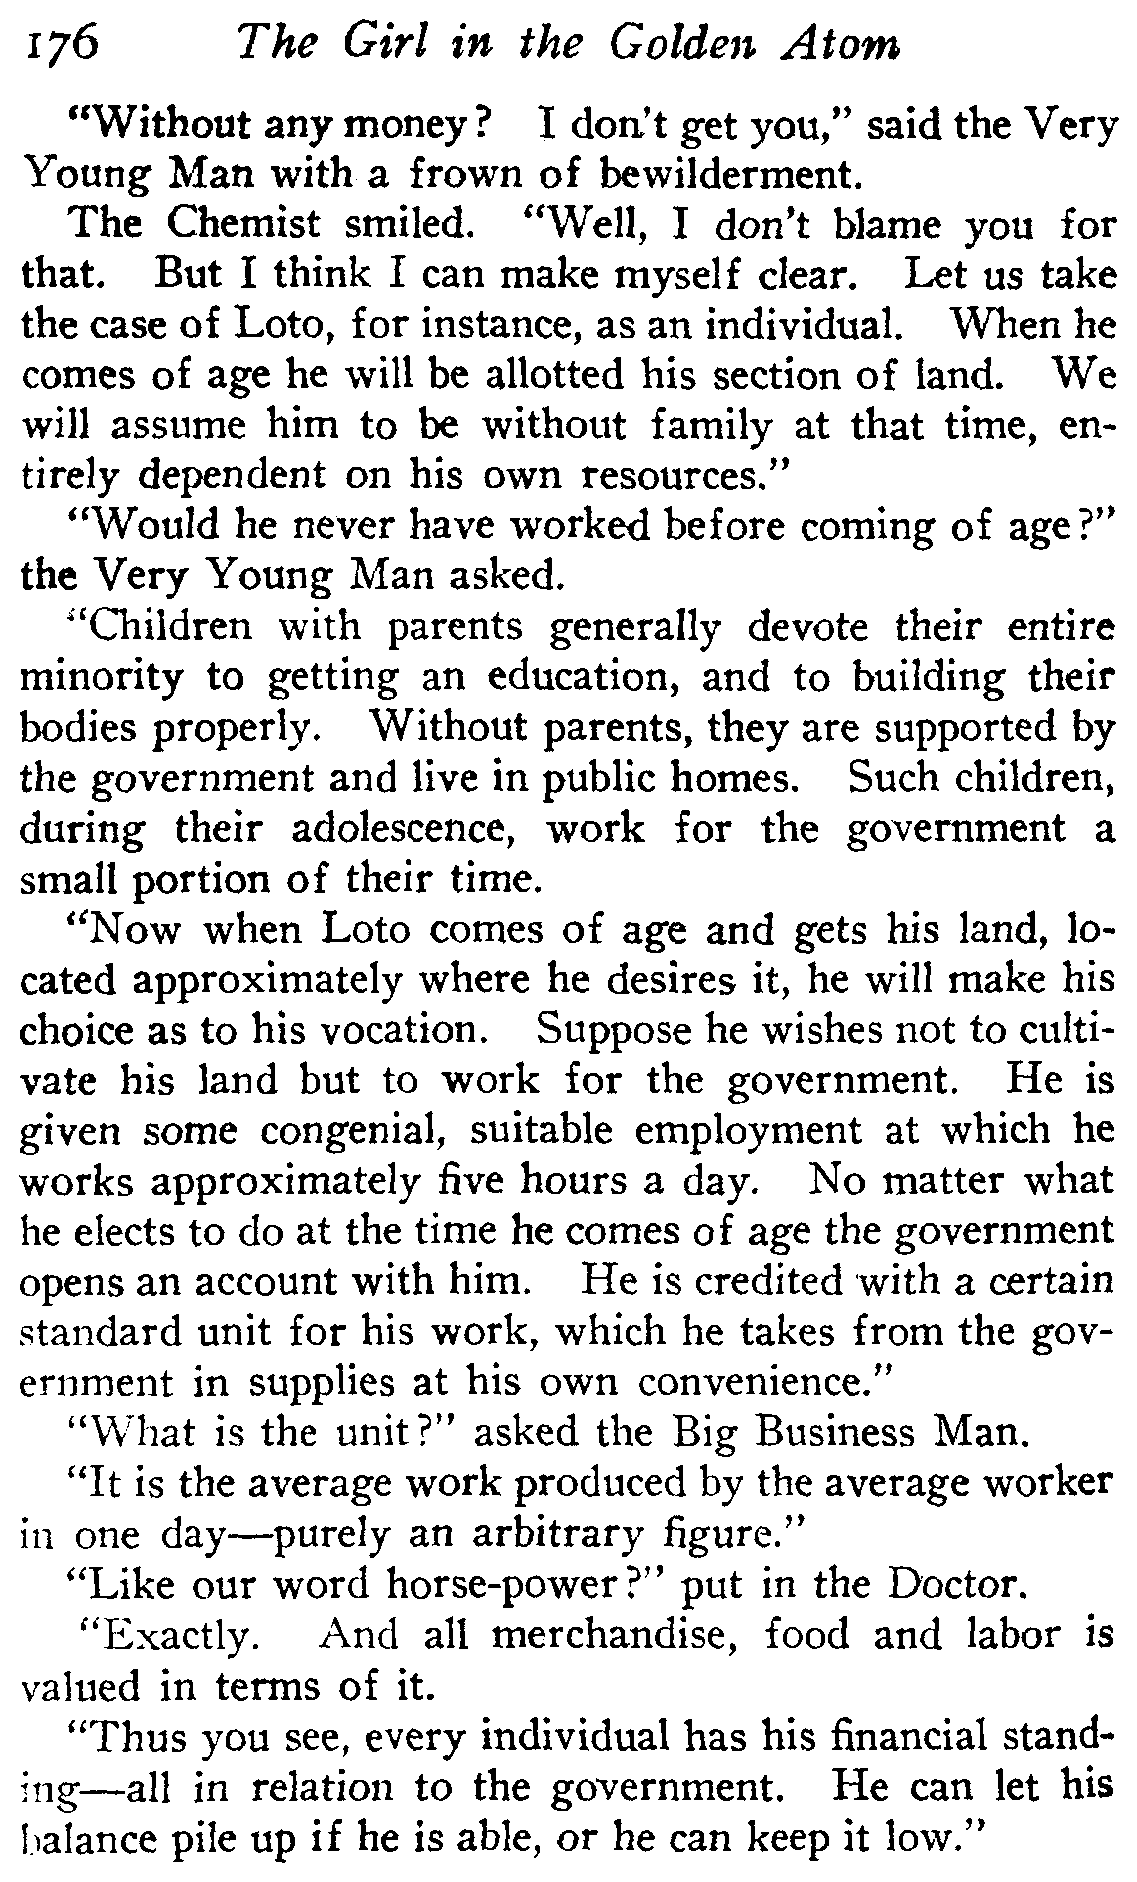 176 The Girl in the Golden Atom
“Without any money? I don't get you,” said the Very
Young Man with a frown of bewilderment.
The Chemist smiled. “Well, I don't blame you for
that. But I think I can make myself clear. Let us take
the case of Loto, for instance, as an individual. When he
comes of age he will be allotted his section of land. We
will assume him to be without family at that time, en-
tirely dependent on his own resources.”
“Would he never have worked before coming of age?”
the Very Young Man asked.
“Children with parents generally devote their entire
minority to getting an education, and to building their
bodies properly. Without parents, they are supported by
the government and live in public homes. Such children,
during their adolescence, work for the government a
small portion of their time.
“Now when Loto comes of age and gets his land, lo-
cated approximately where he desires it, he will make his
choice as to his vocation. Suppose he wishes not to culti-
vate his land but to work for the government. He is
given some congenial, suitable employment at which he
works approximately five hours a day. No matter what
he elects to do at the time he comes of age the government
opens an account with him. He is credited with a certain
standard unit for his work, which he takes from the gov-
ernment in supplies at his own convenience.”
“What is the unit?” asked the Big Business Man.
“It is the average work produced by the average worker
in one day—purely an arbitrary figure.”
“Like our word horse-power?” put in the Doctor.
“Exactly. And all merchandise, food and labor is
valued in terms of it.
“Thus you see, every individual has his financial stand-
ing—all in relation to the government. He can let his
balance pile up if he is able, or he can keep it low.”